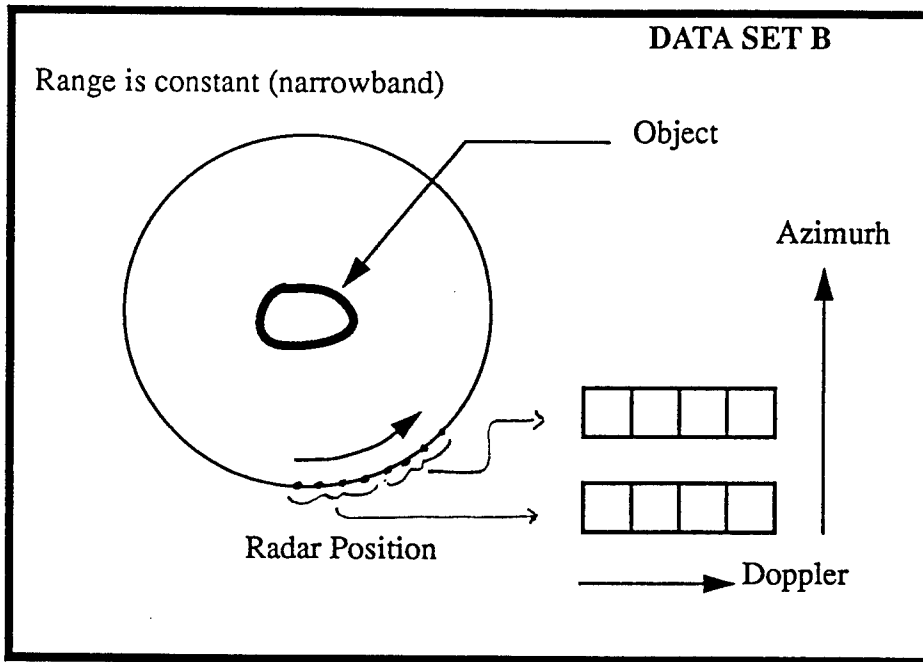 DATA SET B
Range is constant (narrowband)
Object
Azimurh
Radar Position
Doppler